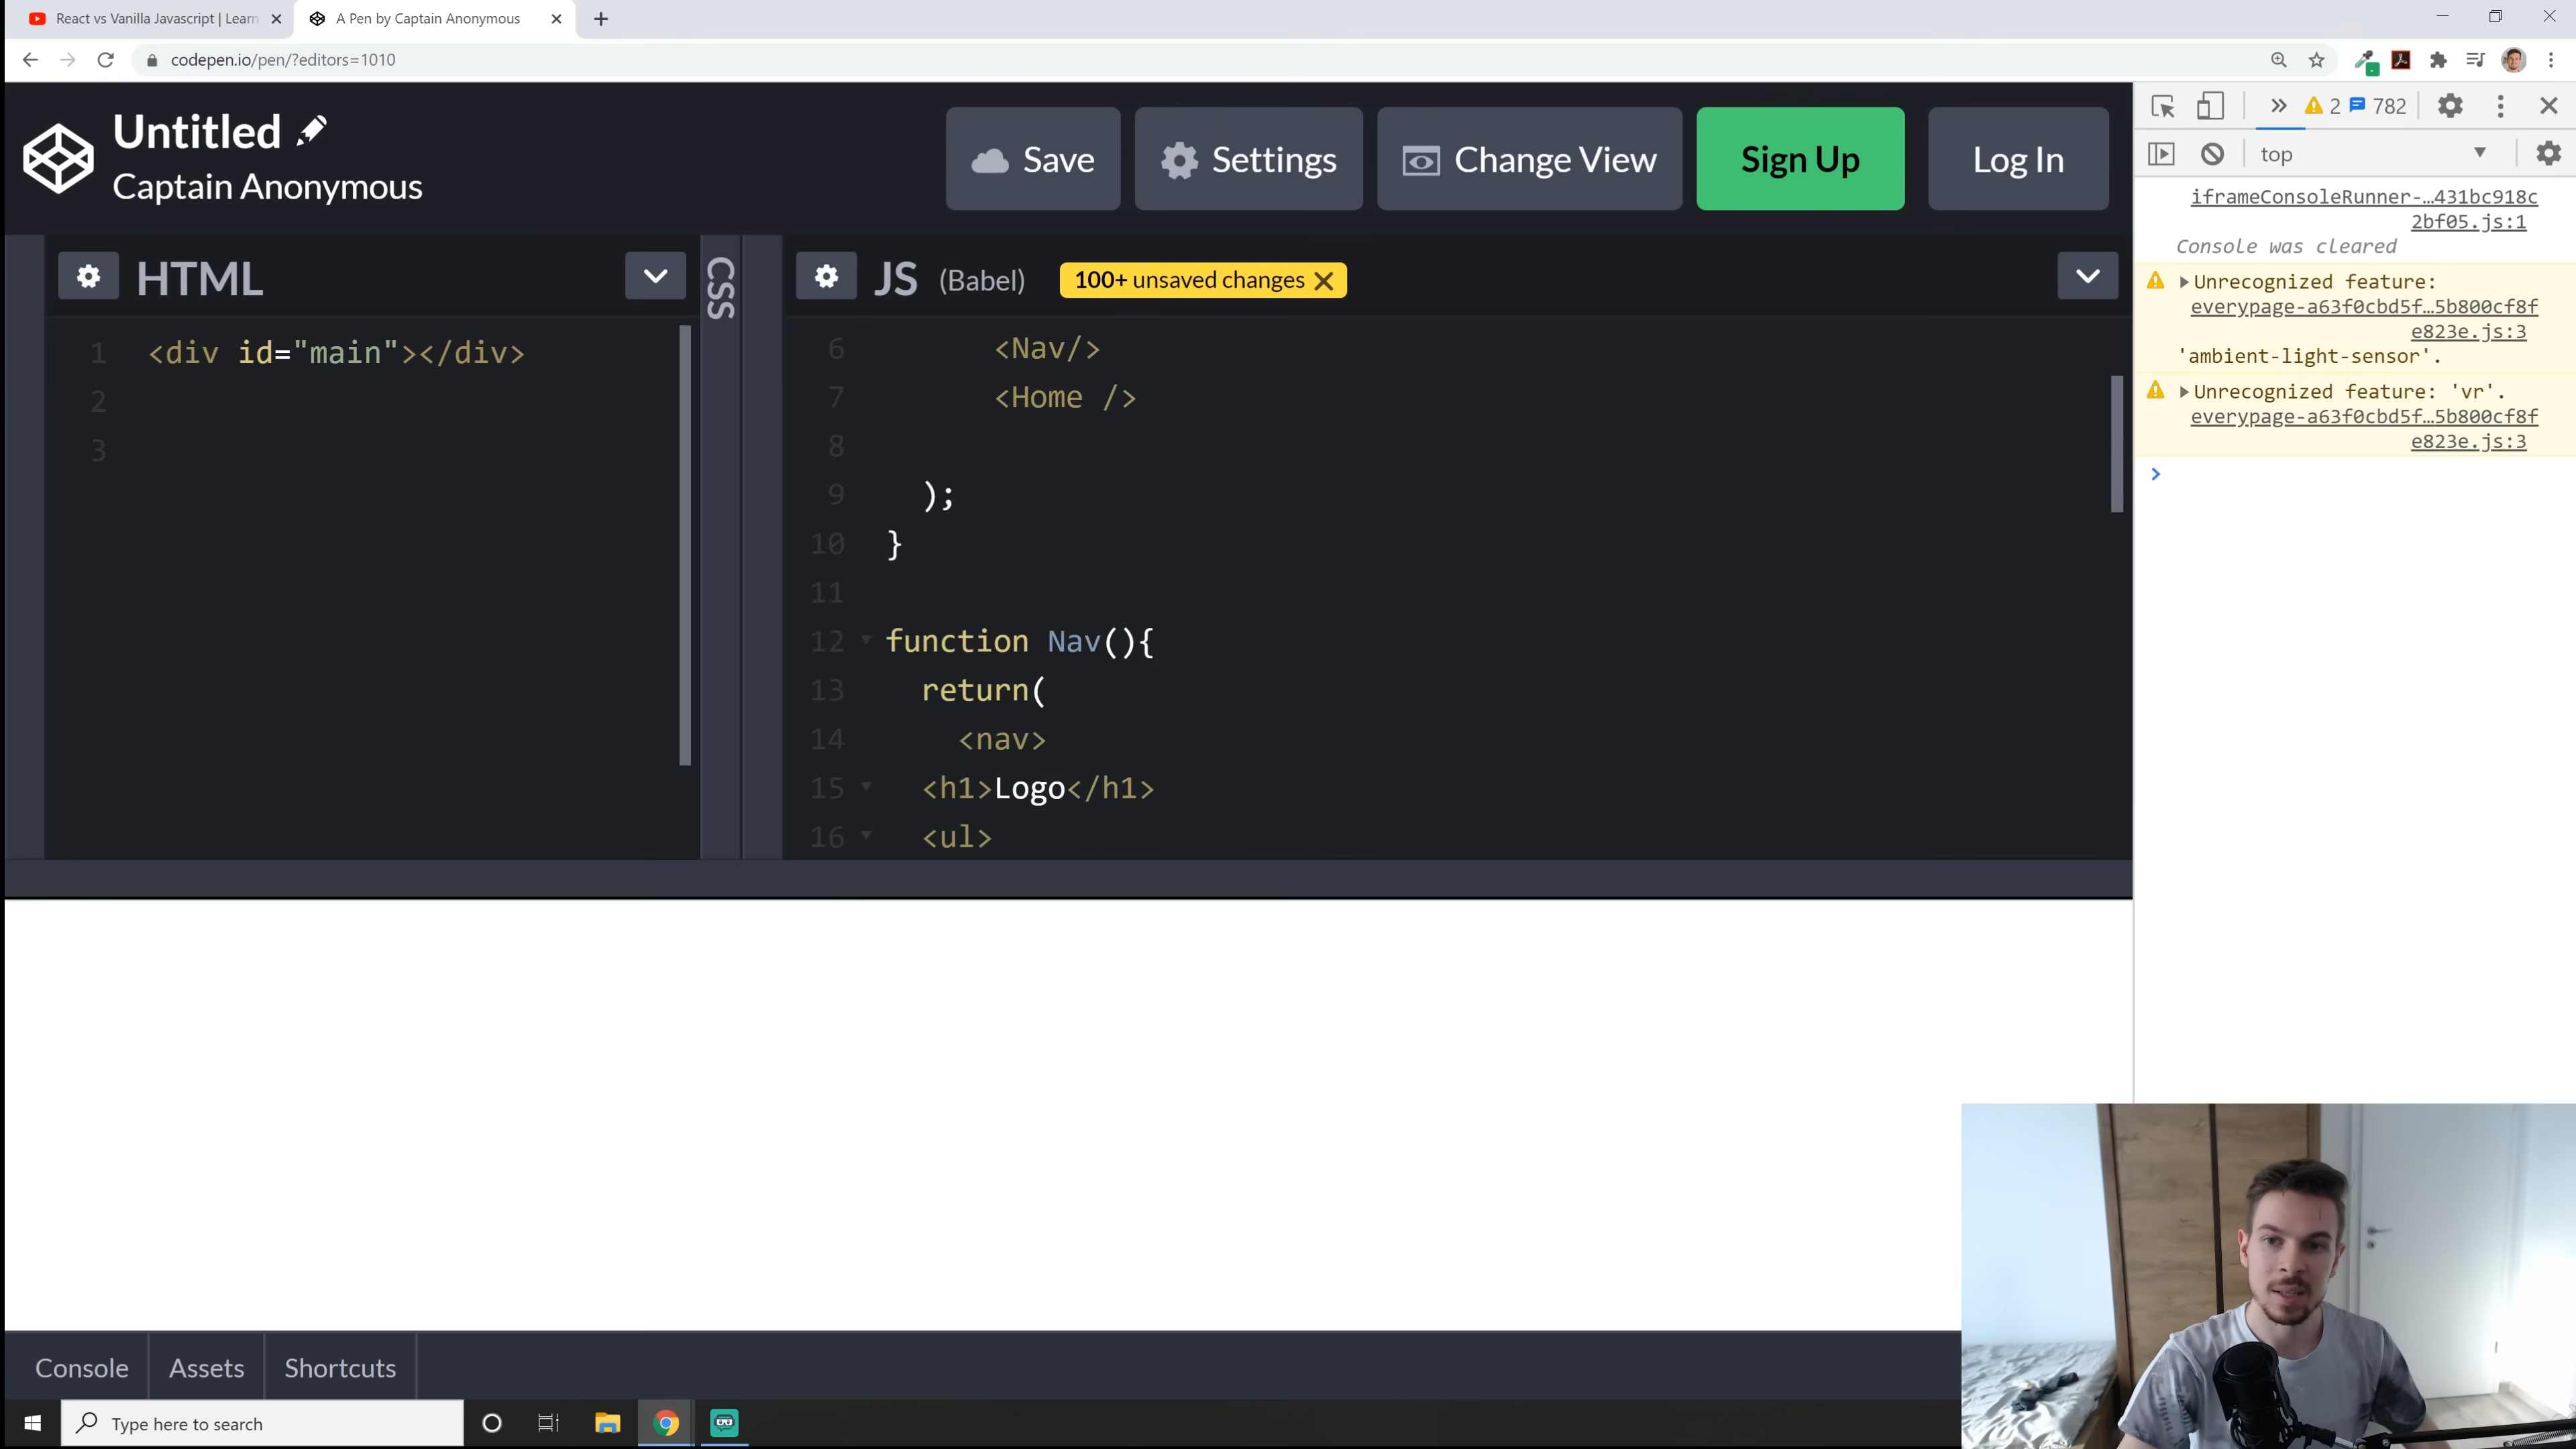 React vs Vanilla Javascript | Learn
A Pen by Captain Anonymous
codepen.io/pen/?editors=1010
Untitled
Captain Anonymous
Save
Settings
Change View
Sign Up
Log In
2
782
top
HTML
CSS
JS (Babel)
100+ unsaved changes
1 <div id="main"></div>
2
3
6 <Nav/>
7 <Home />
8
9 );
10 }
11
12 function Nav(){
13 return(
14 <nav>
15 <h1>Logo</h1>
16 <ul>
iframeConsoleRunner-…431bc918c
2bf05.js:1
Console was cleared
Unrecognized feature:
everypage-a63f0cbd5f…5b800cf8f
e823e.js:3
'ambient-light-sensor'.
Unrecognized feature: 'vr'.
everypage-a63f0cbd5f…5b800cf8f
e823e.js:3
Console
Assets
Shortcuts
Type here to search